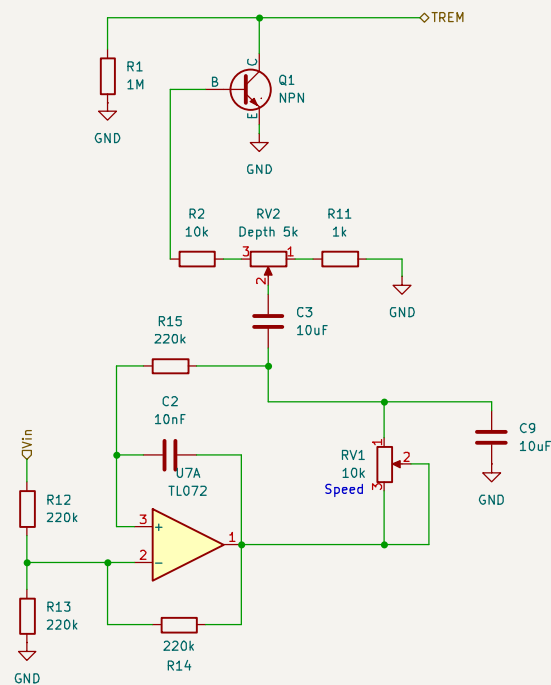 TREM
R1
1M
GND
C
B
E
Q1
NPN
GND
R2
10k
RV2
Depth 5k
R11
1k
3
1
2
GND
C3
10uF
R15
220k
C2
10nF
U7A
TL072
3
+
2
-
1
Vin
R12
220k
R13
220k
GND
220k
R14
RV1
10k
Speed
1
2
3
C9
10uF
GND